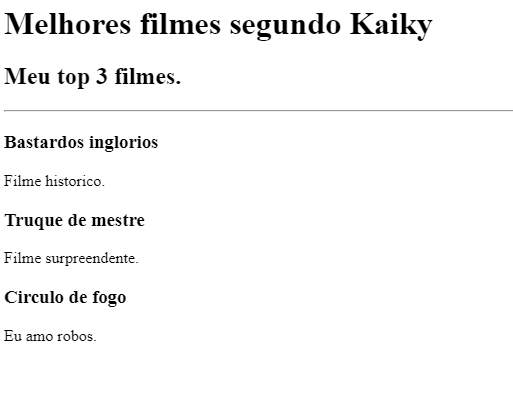 Melhores filmes segundo Kaiky
Meu top 3 filmes.
Bastardos inglorios
Filme historico.
Truque de mestre
Filme surpreendente.
Circulo de fogo
Eu amo robos.